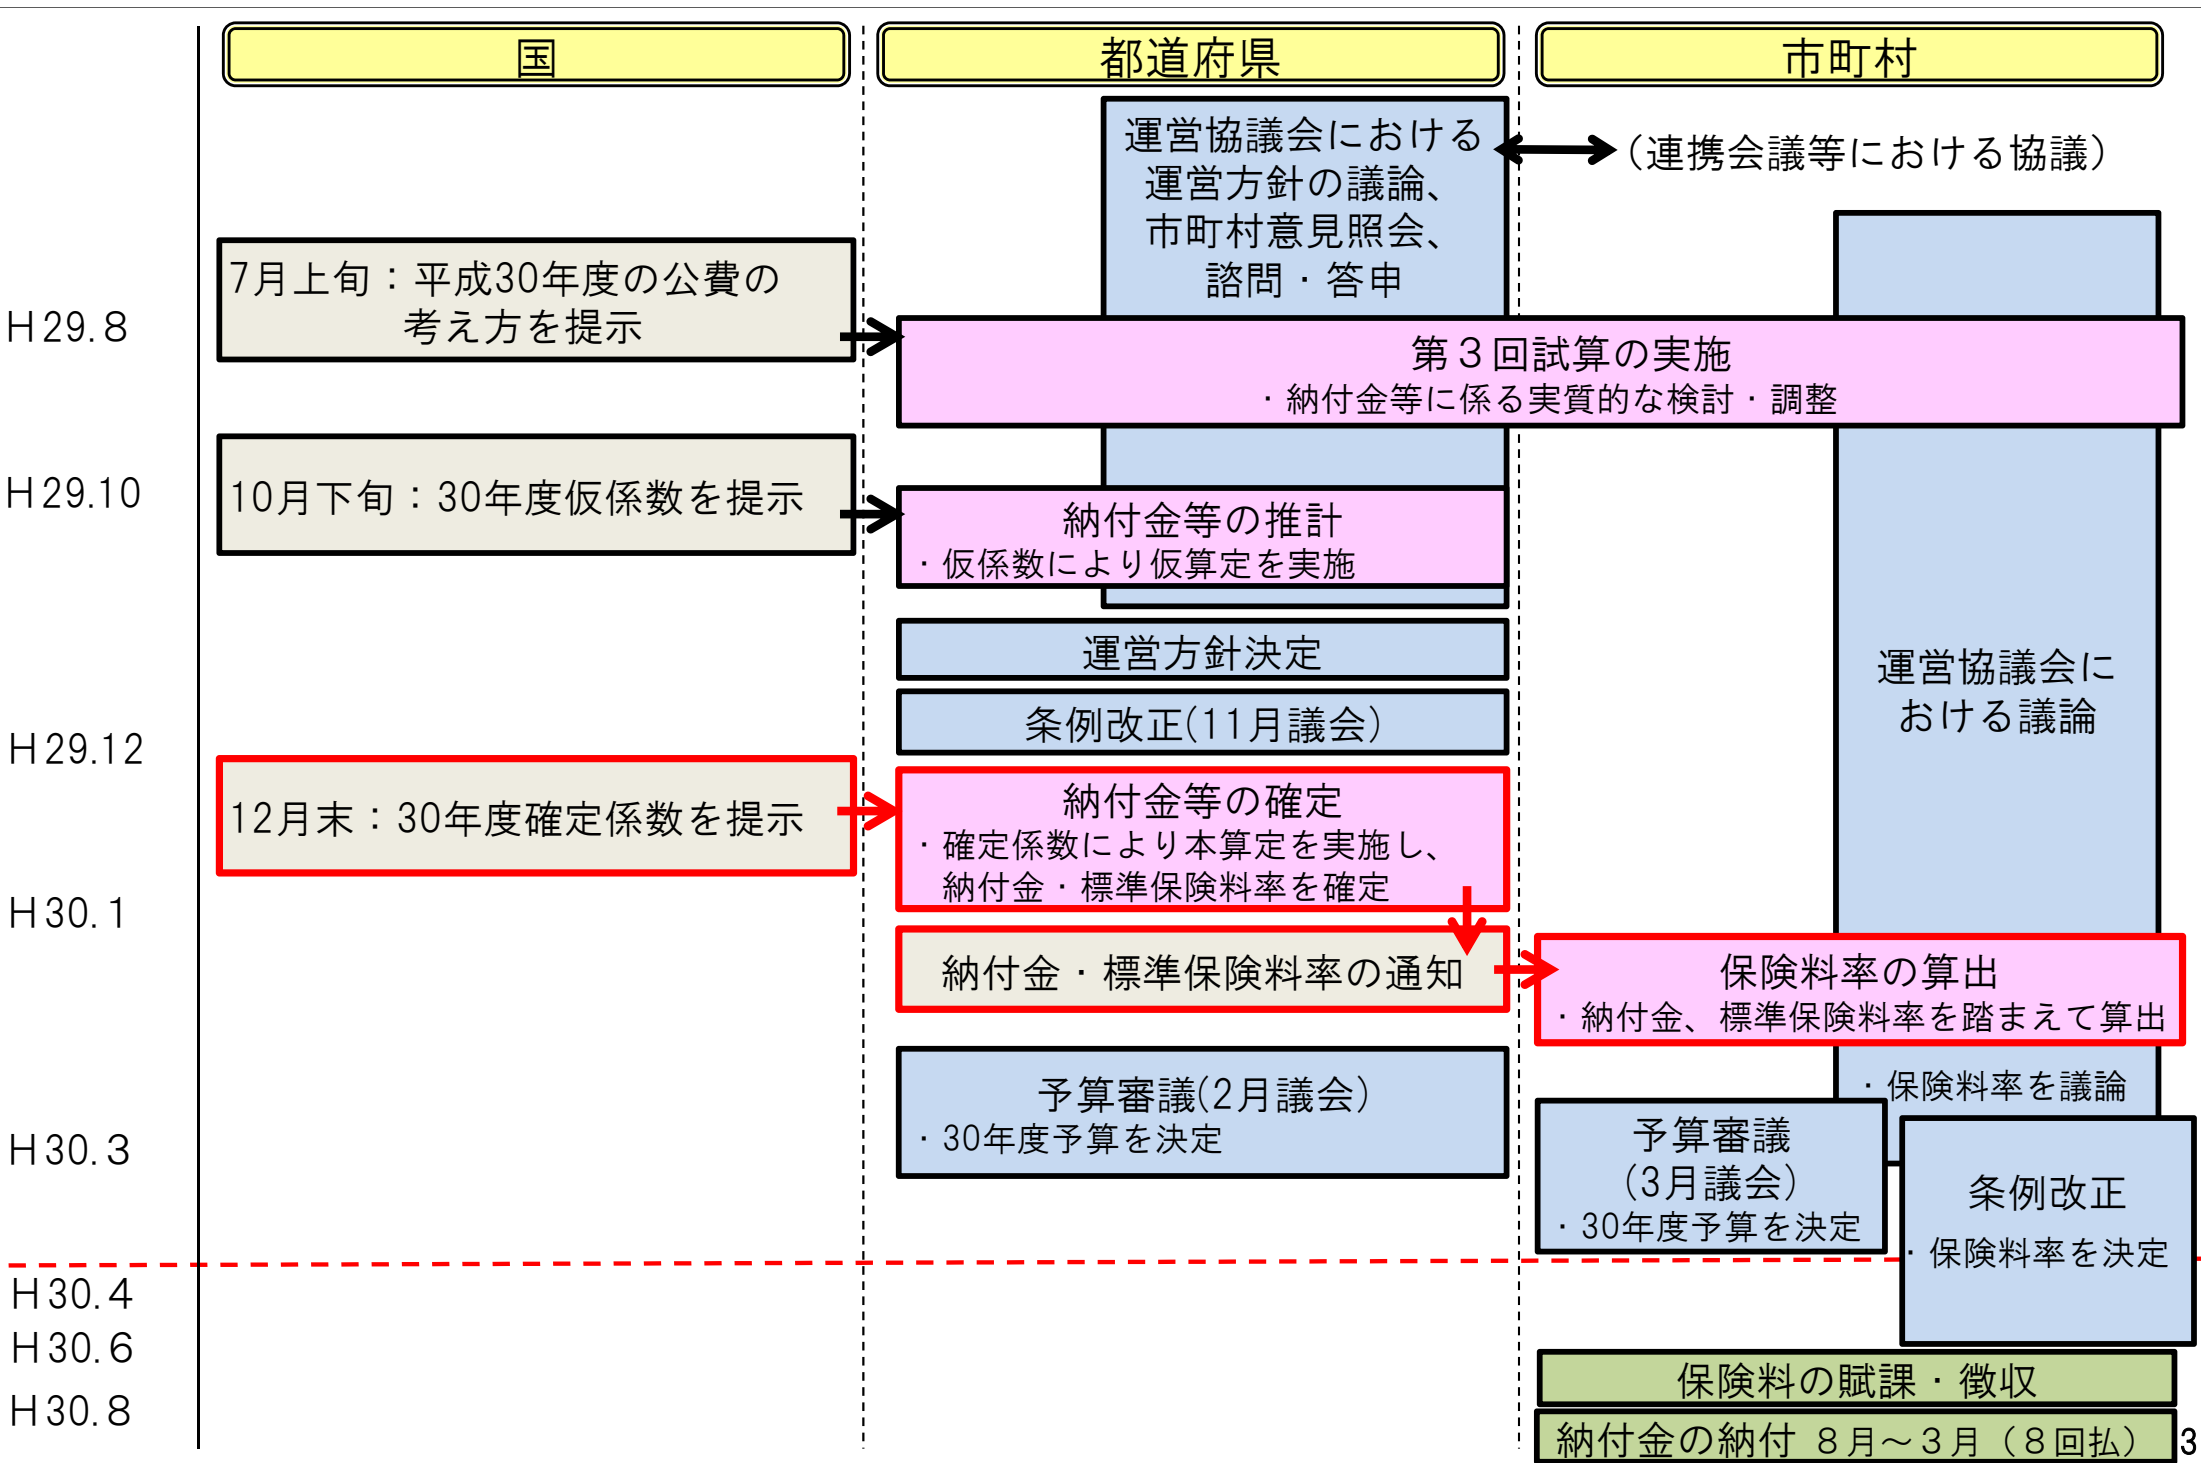 国
都道府県
市町村
運営協議会における
運営方針の議論、
市町村意見照会、
諮問・答申
（連携会議等における協議）
7月上旬：平成30年度の公費の
考え方を提示
H29.8
第３回試算の実施
・納付金等に係る実質的な検討・調整
H29.10
10月下旬：30年度仮係数を提示
納付金等の推計
・仮係数により仮算定を実施
運営方針決定
運営協議会に
おける議論
条例改正(11月議会)
H29.12
12月末：30年度確定係数を提示
納付金等の確定
・確定係数により本算定を実施し、
納付金・標準保険料率を確定
H30.1
納付金・標準保険料率の通知
保険料率の算出
・納付金、標準保険料率を踏まえて算出
・保険料率を議論
予算審議(2月議会)
・30年度予算を決定
H30.3
予算審議
(3月議会)
・30年度予算を決定
条例改正
・保険料率を決定
H30.4
H30.6
保険料の賦課・徴収
H30.8
納付金の納付 ８月～３月（８回払）
3